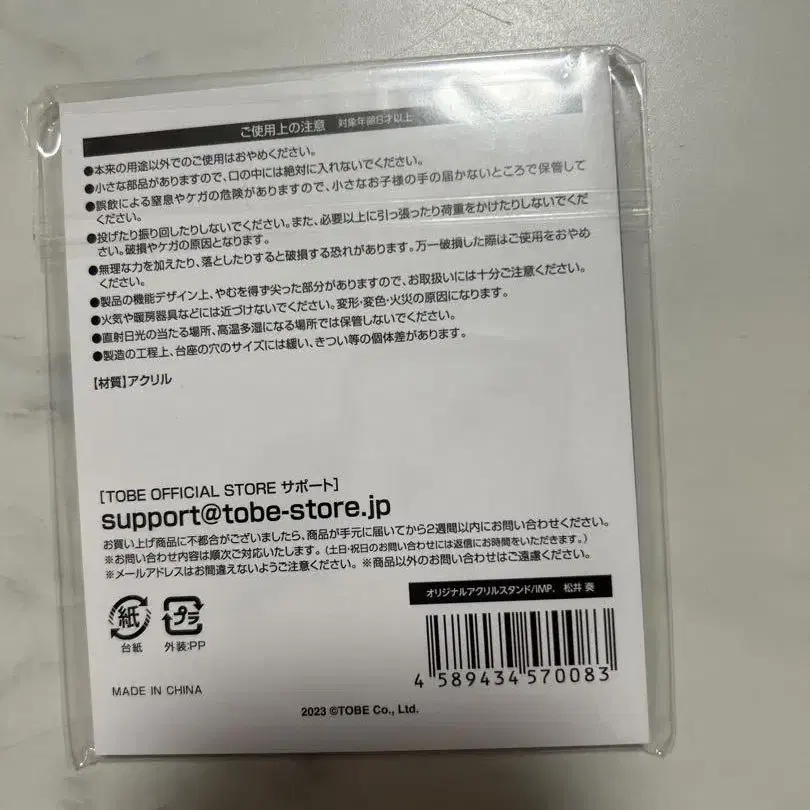 ご使用上の注意 対象年齢8才以上
●本来の用途以外でのご使用はおやめください。
●小さな部品がありますので、口の中には絶対に入れないでください。
●誤飲による窒息やケガの危険がありますので、小さなお子様の手の届かないところで保管して
ください。
●投げたり振り回したりしないでください。また、必要以上に引っ張ったり荷重をかけたりしないでくだ
さい。破損やケガの原因となります。
●無理な力を加えたり、落としたりすると破損する恐れがあります。万一破損した際はご使用をおやめ
ください。
●製品の機能デザイン上、やむを得ず尖った部分がありますので、お取扱いには十分ご注意ください。
●火気や暖房器具などには近づけないでください。変形・変色・火災の原因になります。
●直射日光の当たる場所、高温多湿になる場所では保管しないでください。
●製造の工程上、台座の穴のサイズには緩い、きつい等の個体差があります。
【材質】アクリル
[TOBE OFFICIAL STORE サポート]
support@tobe-store.jp
お買い上げ商品に不都合がございましたら、商品が手元に届いてから2週間以内にお問い合わせください。
※お問い合わせ内容は順次ご対応いたします。(土日・祝日のお問い合わせには返信にお時間をいただきます。)
※メールアドレスはお間違えないようご注意ください。※商品以外のお問い合わせはご遠慮ください。
オリジナルアクリルスタンド/IMP. 松井 奏
紙 プラ
台紙 外装:PP
4 589434 570083
MADE IN CHINA
2023 ©TOBE Co., Ltd.